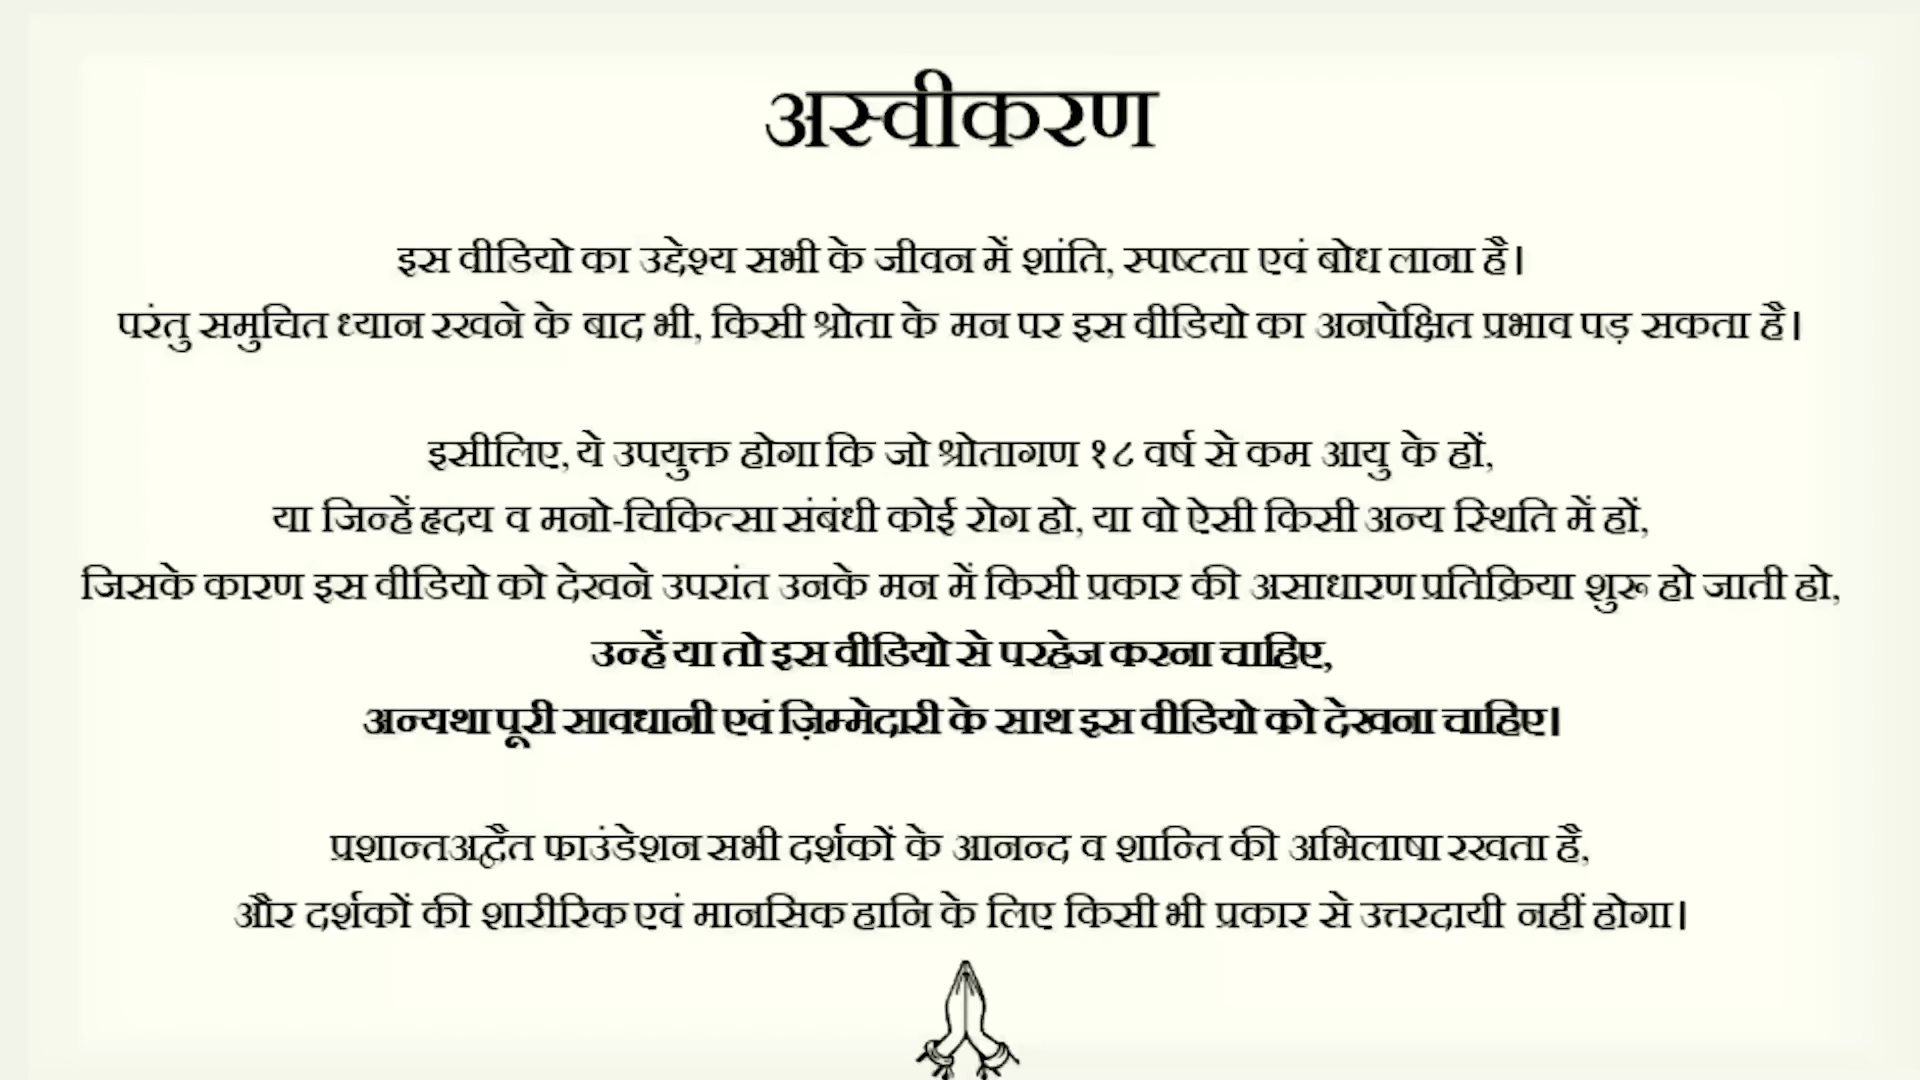 अस्वीकरण
इस वीडियो का उद्देश्य सभी के जीवन में शांति, स्पष्टता एवं बोध लाना है।
परंतु समुचित ध्यान रखने के बाद भी, किसी श्रोता के मन पर इस वीडियो का अनपेक्षित प्रभाव पड़ सकता है।
इसीलिए, ये उपयुक्त होगा कि जो श्रोतागण १८ वर्ष से कम आयु के हों,
या जिन्हें हृदय व मनो-चिकित्सा संबंधी कोई रोग हो, या वो ऐसी किसी अन्य स्थिति में हों,
जिसके कारण इस वीडियो को देखने उपरांत उनके मन में किसी प्रकार की असाधारण प्रतिक्रिया शुरू हो जाती हो,
उन्हें या तो इस वीडियो से परहेज करना चाहिए,
अन्यथा पूरी सावधानी एवं ज़िम्मेदारी के साथ इस वीडियो को देखना चाहिए।
प्रशान्तअद्वैत फाउंडेशन सभी दर्शकों के आनन्द व शान्ति की अभिलाषा रखता है,
और दर्शकों की शारीरिक एवं मानसिक हानि के लिए किसी भी प्रकार से उत्तरदायी नहीं होगा।